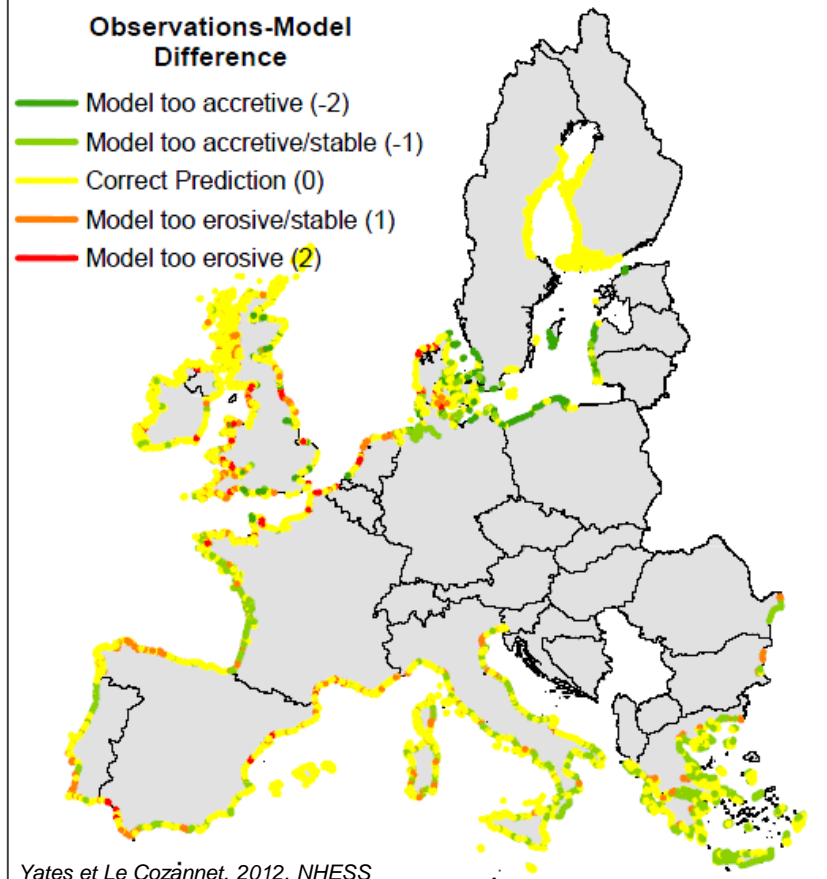 Observations-Model
Difference
Model too accretive (-2)
Model too accretive/stable (-1)
Correct Prediction (0)
Model too erosive/stable (1)
Model too erosive (2)
Yates et Le Cozannet, 2012, NHESS